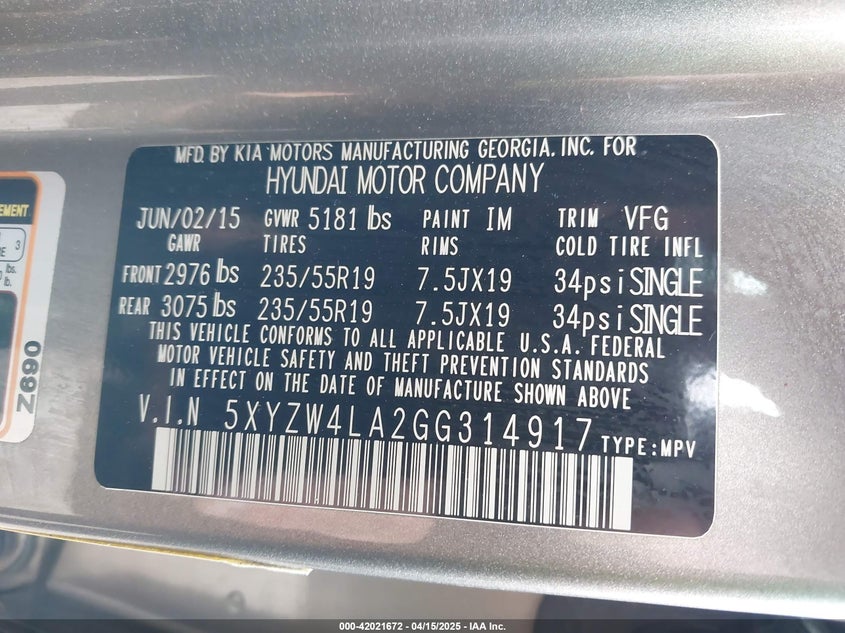 MFD. BY KIA MOTORS MANUFACTURING GEORGIA, INC. FOR
HYUNDAI MOTOR COMPANY
JUN/02/15 GVWR 5181 lbs PAINT IM TRIM VFG
GAWR TIRES RIMS COLD TIRE INFL
FRONT 2976 lbs 235/55R19 7.5JX19 34psi SINGLE
REAR 3075 lbs 235/55R19 7.5JX19 34psi SINGLE
THIS VEHICLE CONFORMS TO ALL APPLICABLE U.S.A. FEDERAL
MOTOR VEHICLE SAFETY AND THEFT PREVENTION STANDARDS
IN EFFECT ON THE DATE OF MANUFACTURE SHOWN ABOVE
V.I.N 5XYZW4LA2GG314917 TYPE:MPV
3
lbs.
lb.
Z690
000-42021672 - 04/15/2025 - IAA Inc.